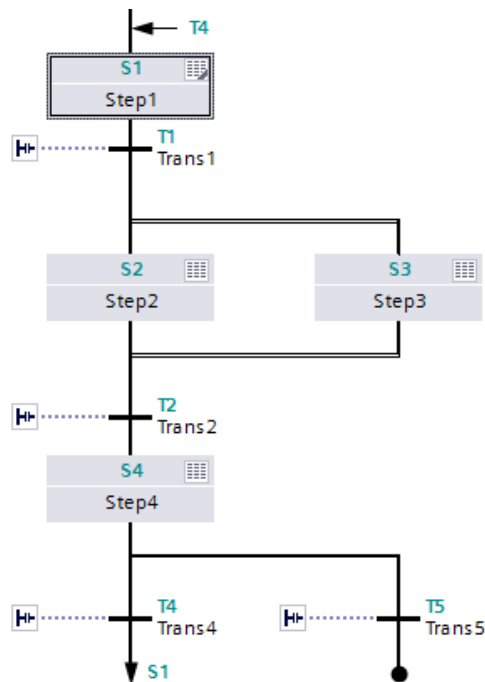 T4
S1
Step1
T1
Trans1
S2
S3
Step2
Step3
T2
Trans2
S4
Step4
T4
T5
Trans4
Trans5
S1